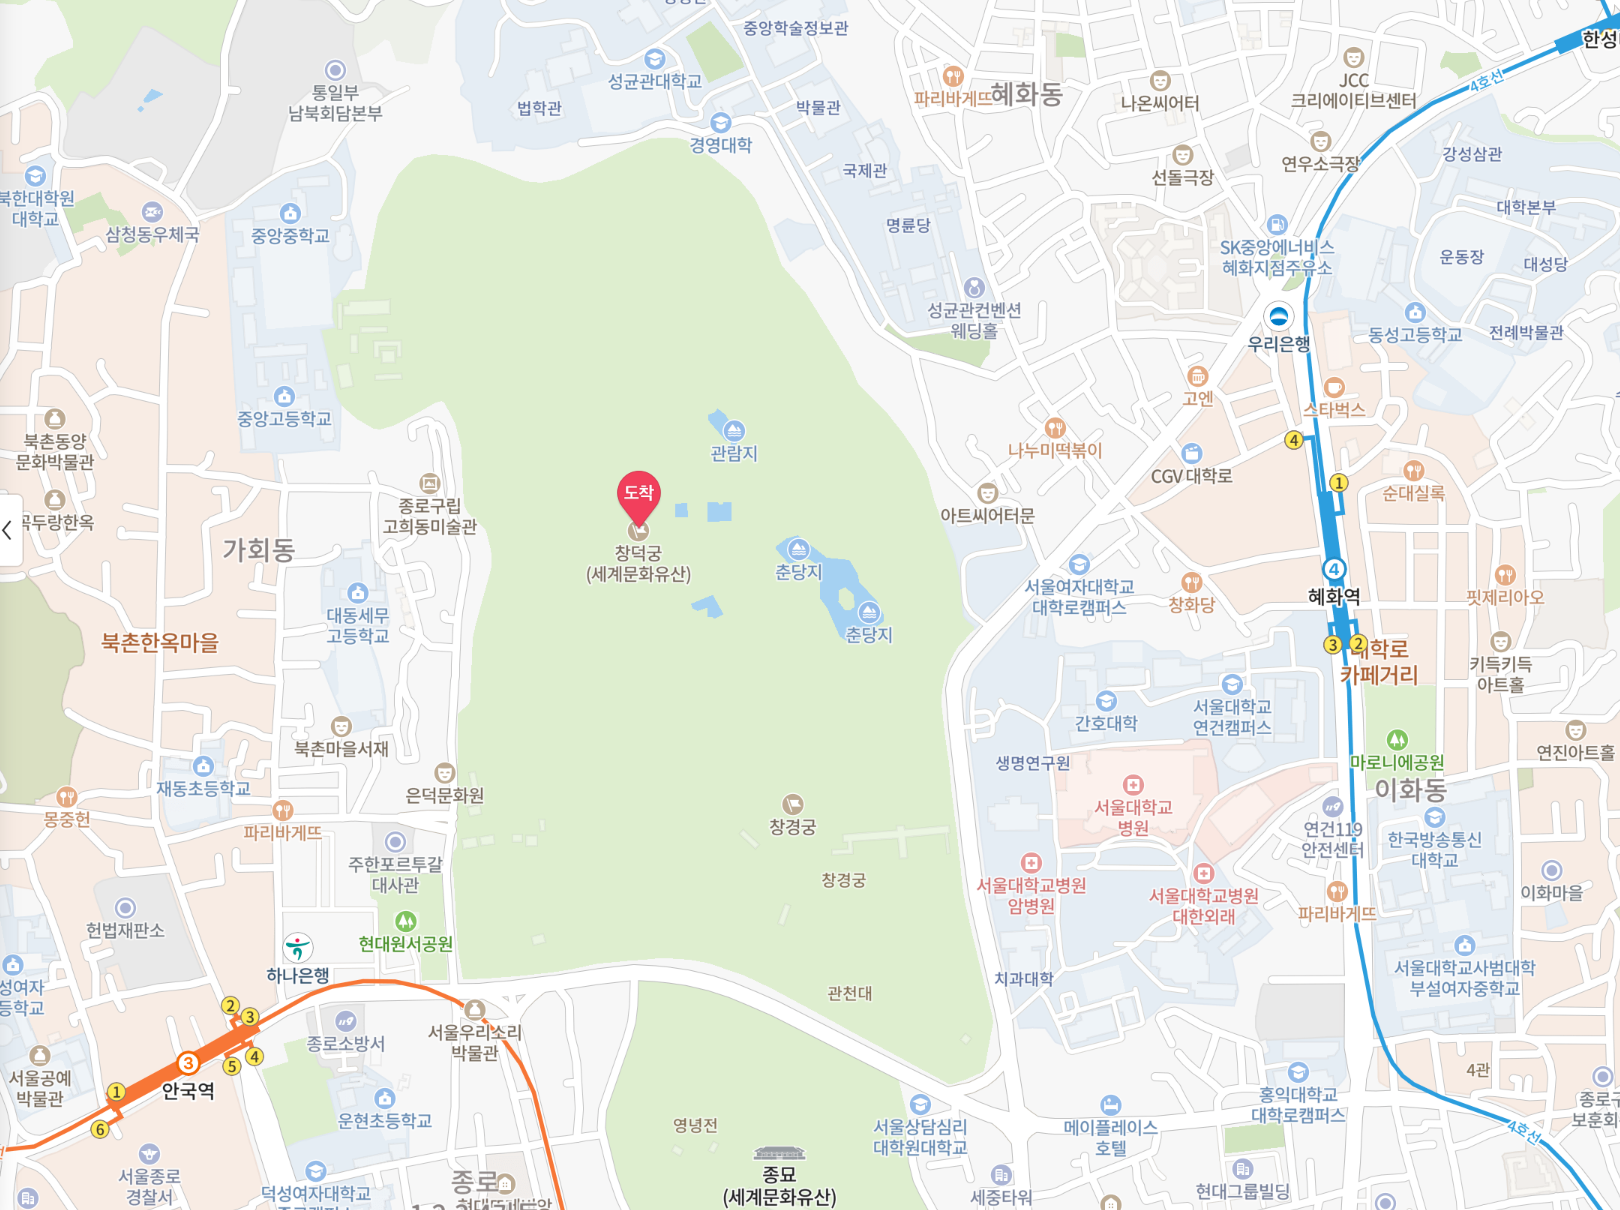 중앙학술정보관
통일부
남북회담본부
성균관대학교
법학관
박물관
경영대학
국제관
명륜당
파리바게뜨
혜화동
나온씨어터
JCC
크리에이티브센터
4호선
연우소극장
선돌극장
강성삼관
대학본부
운동장
대성당
SK중앙에너비스
혜화지점주유소
북한대학원
대학교
삼청동우체국
중앙중학교
성균관컨벤션
웨딩홀
우리은행
동성고등학교
전례박물관
고엔
스타벅스
중앙고등학교
북촌동양
문화박물관
관람지
나누미떡볶이
CGV 대학로
4
1
순대실록
도착
종로구립
고희동미술관
아트씨어터문
가회동
창덕궁
(세계문화유산)
춘당지
춘당지
서울여자대학교
대학로캠퍼스
창화당
4
혜화역
핏제리아오
3
2
카페거리
키득키득
아트홀
대동세무
고등학교
북촌한옥마을
간호대학
서울대학교
연건캠퍼스
북촌마을서재
생명연구원
마로니에공원
이화동
연진아트홀
재동초등학교
은덕문화원
몽중헌
파리바게뜨
창경궁
서울대학교
병원
연건119
안전센터
한국방송통신
대학교
주한포르투갈
대사관
창경궁
서울대학교병원
암병원
서울대학교병원
대한외래
파리바게뜨
이화마을
헌법재판소
현대원서공원
하나은행
치과대학
서울대학교사범대학
부설여자중학교
관천대
2
3
4
5
종로소방서
서울우리소리
박물관
3
안국역
1
6
서울공예
박물관
운현초등학교
영녕전
서울상담심리
대학원대학교
메이플레이스
호텔
홍익대학교
대학로캠퍼스
4관
4호선
서울종로
경찰서
덕성여자대학교
종로
종묘
(세계문화유산)
세중타워
현대그룹빌딩